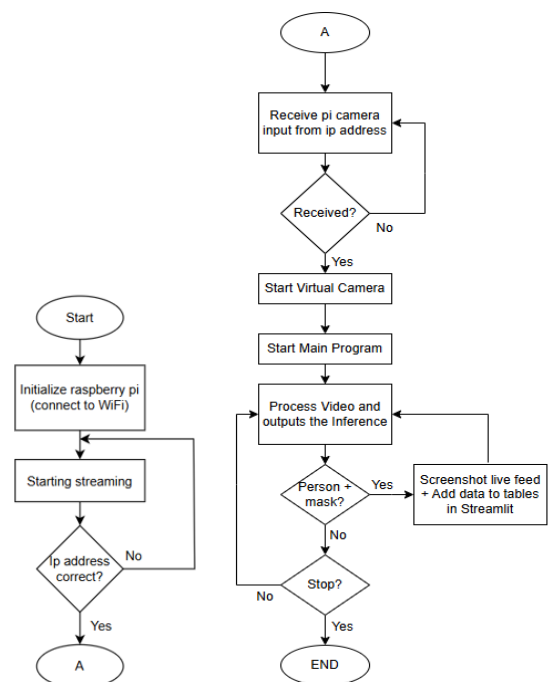 Start
Initialize raspberry pi
(connect to WiFi)
Starting streaming
Ip address
correct?
No
Yes
A
A
Receive pi camera
input from ip address
Received?
No
Yes
Start Virtual Camera
Start Main Program
Process Video and
outputs the Inference
Person +
mask?
Yes
Screenshot live feed
+ Add data to tables
in Streamlit
No
Stop?
No
Yes
END